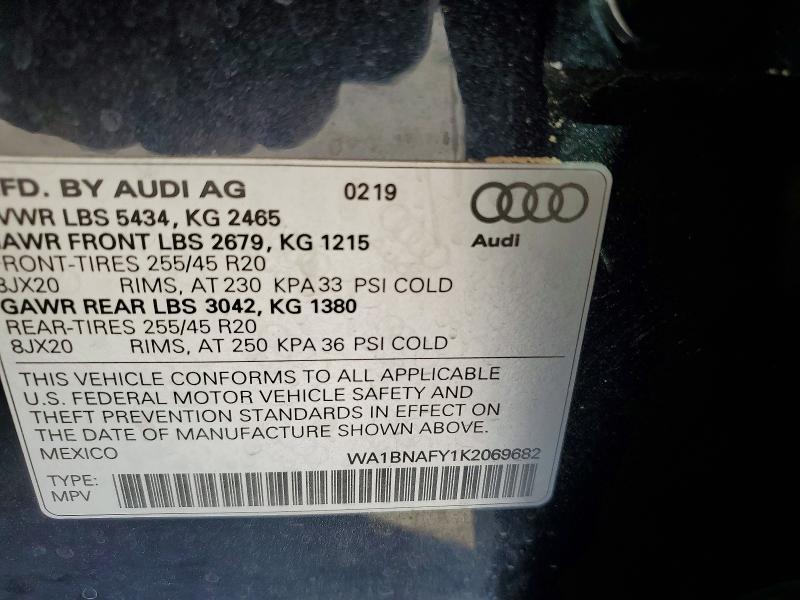 FD. BY AUDI AG 0219
VWR LBS 5434, KG 2465
AWR FRONT LBS 2679, KG 1215
Audi
FRONT-TIRES 255/45 R20
8JX20 RIMS, AT 230 KPA 33 PSI COLD
GAWR REAR LBS 3042, KG 1380
REAR-TIRES 255/45 R20
8JX20 RIMS, AT 250 KPA 36 PSI COLD
THIS VEHICLE CONFORMS TO ALL APPLICABLE
U.S. FEDERAL MOTOR VEHICLE SAFETY AND
THEFT PREVENTION STANDARDS IN EFFECT ON
THE DATE OF MANUFACTURE SHOWN ABOVE.
MEXICO WA1BNAFY1K2069682
TYPE:
MPV